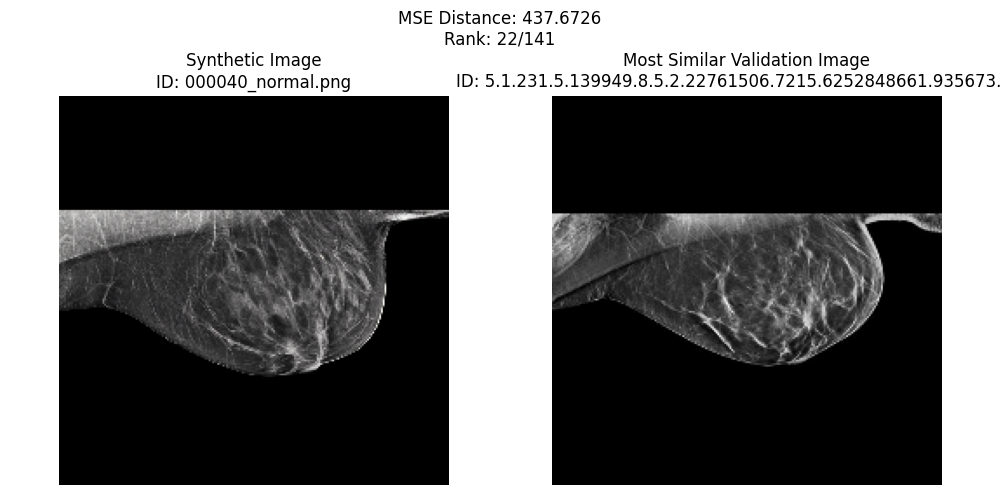 MSE Distance: 437.6726
Rank: 22/141
Synthetic Image
ID: 000040_normal.png
Most Similar Validation Image
ID: 5.1.231.5.139949.8.5.2.22761506.7215.6252848661.935673.